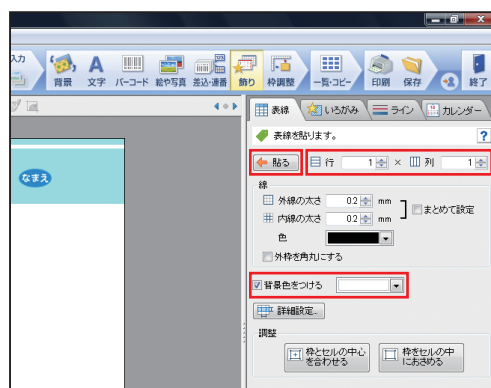 入力
背景 文字 バーコード 絵や写真 差込・連番 飾り 枠調整 一覧・コピー 印刷 保存 終了
表線 いろがみ ライン カレンダー
表線を貼ります。
貼る 行 1 × 列 1
線
外線の太さ 0.2 mm
まとめて設定
内線の太さ 0.2 mm
色
外枠を角丸にする
背景色をつける
詳細設定...
調整
枠とセルの中心
を合わせる
枠をセルの中
におさめる
なまえ